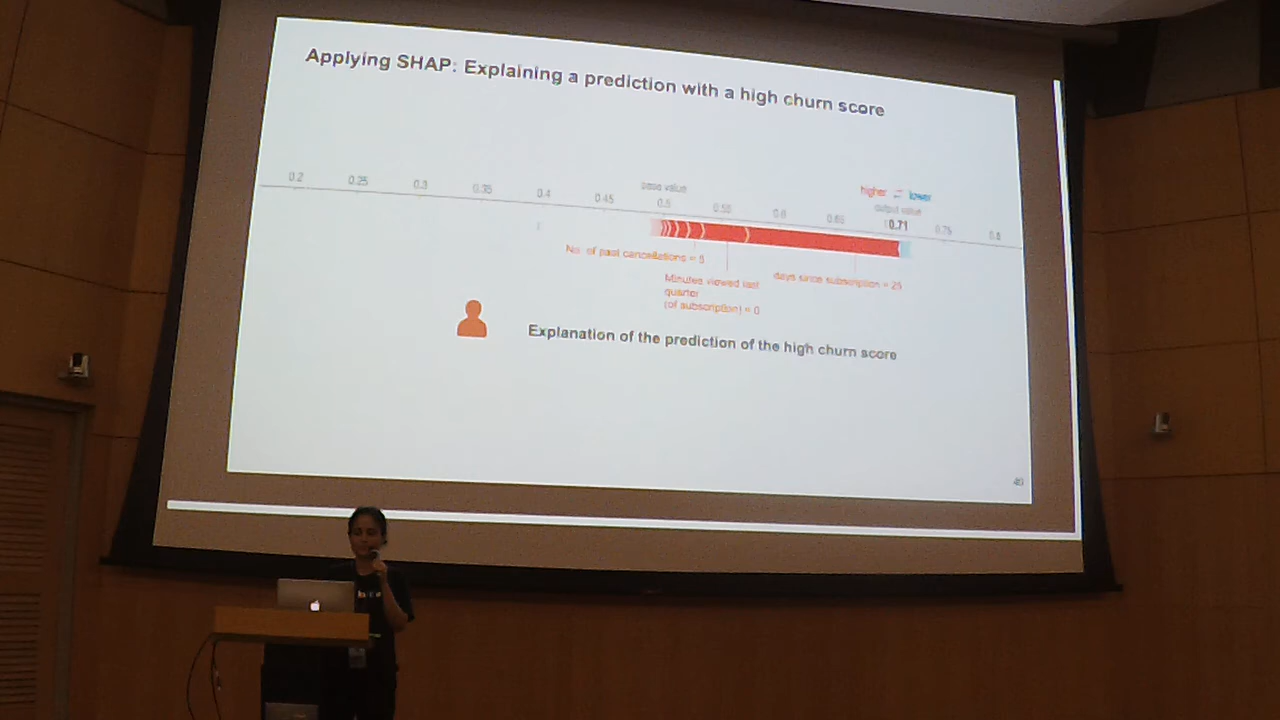 Applying SHAP: Explaining a prediction with a high churn score
higher ⇄ lower
base value output value
0.2 0.25 0.3 0.35 0.4 0.45 0.5 0.55 0.6 0.65 0.71 0.75 0.8
No. of past cancellations =
Minutes viewed last
quarter
(of subscription) = 0
days since subscription = 25
Explanation of the prediction of the high churn score
40